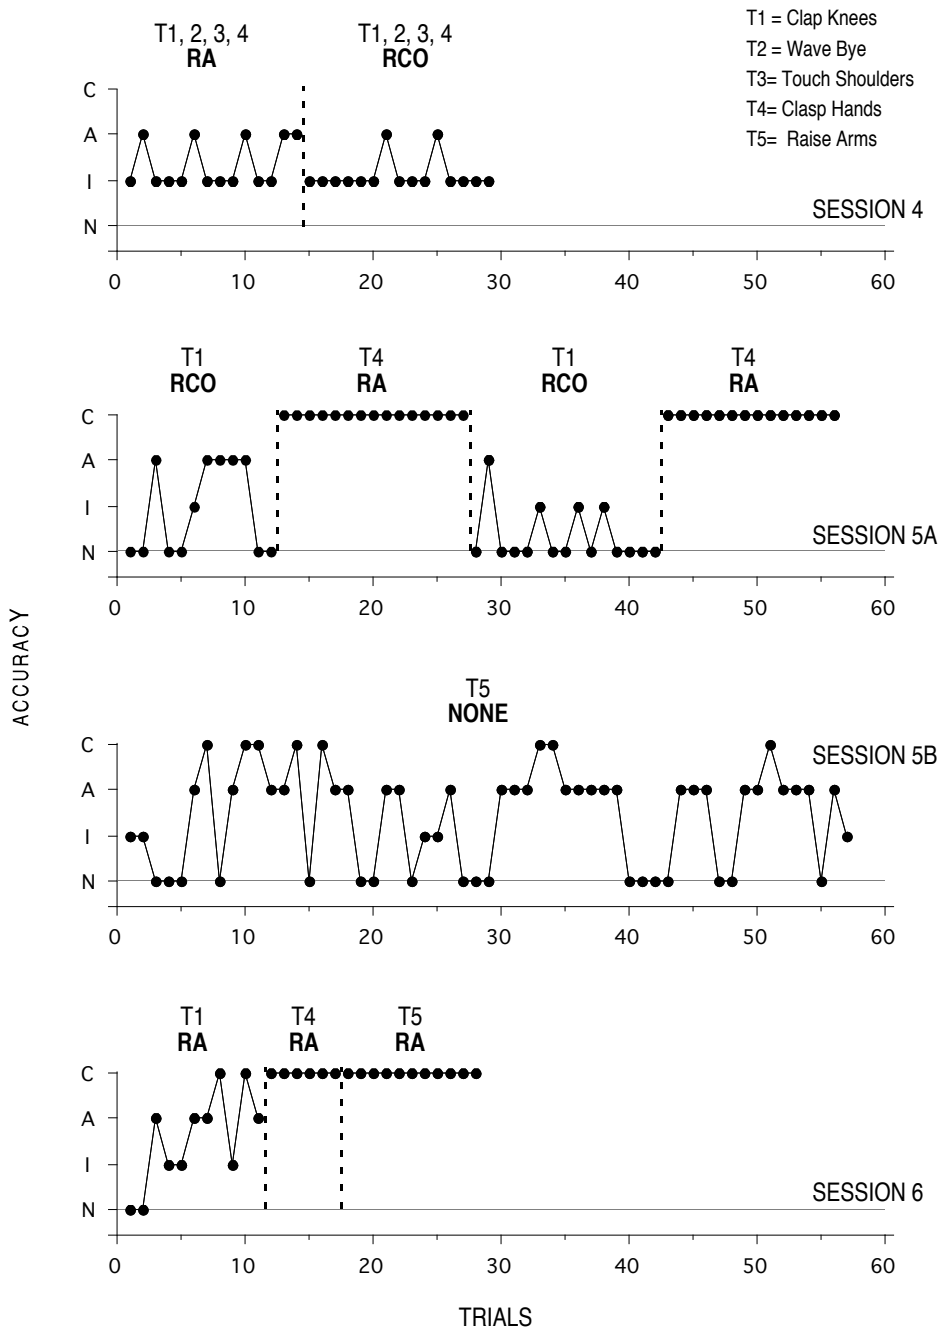 T1, 2, 3, 4 T1, 2, 3, 4
RA RCO
T1 = Clap Knees
T2 = Wave Bye
T3= Touch Shoulders
T4= Clasp Hands
T5= Raise Arms
C
A
I
N
SESSION 4
0 10 20 30 40 50 60
T1 T4 T1 T4
RCO RA RCO RA
C
A
I
N
SESSION 5A
0 10 20 30 40 50 60
ACCURACY
T5
NONE
C
A
I
N
SESSION 5B
0 10 20 30 40 50 60
T1 T4 T5
RA RA RA
C
A
I
N
SESSION 6
0 10 20 30 40 50 60
TRIALS